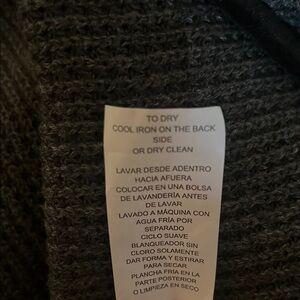 TO DRY
COOL IRON ON THE BACK
SIDE
OR DRY CLEAN
LAVAR DESDE ADENTRO
HACIA AFUERA
COLOCAR EN UNA BOLSA
DE LAVANDERÍA ANTES
DE LAVAR
LAVADO A MÁQUINA CON
AGUA FRÍA POR
SEPARADO
CICLO SUAVE
BLANQUEADOR SIN
CLORO SOLAMENTE
DAR FORMA Y ESTIRAR
PARA SECAR
PLANCHA FRÍA EN LA
PARTE POSTERIOR
O LIMPIEZA EN SECO